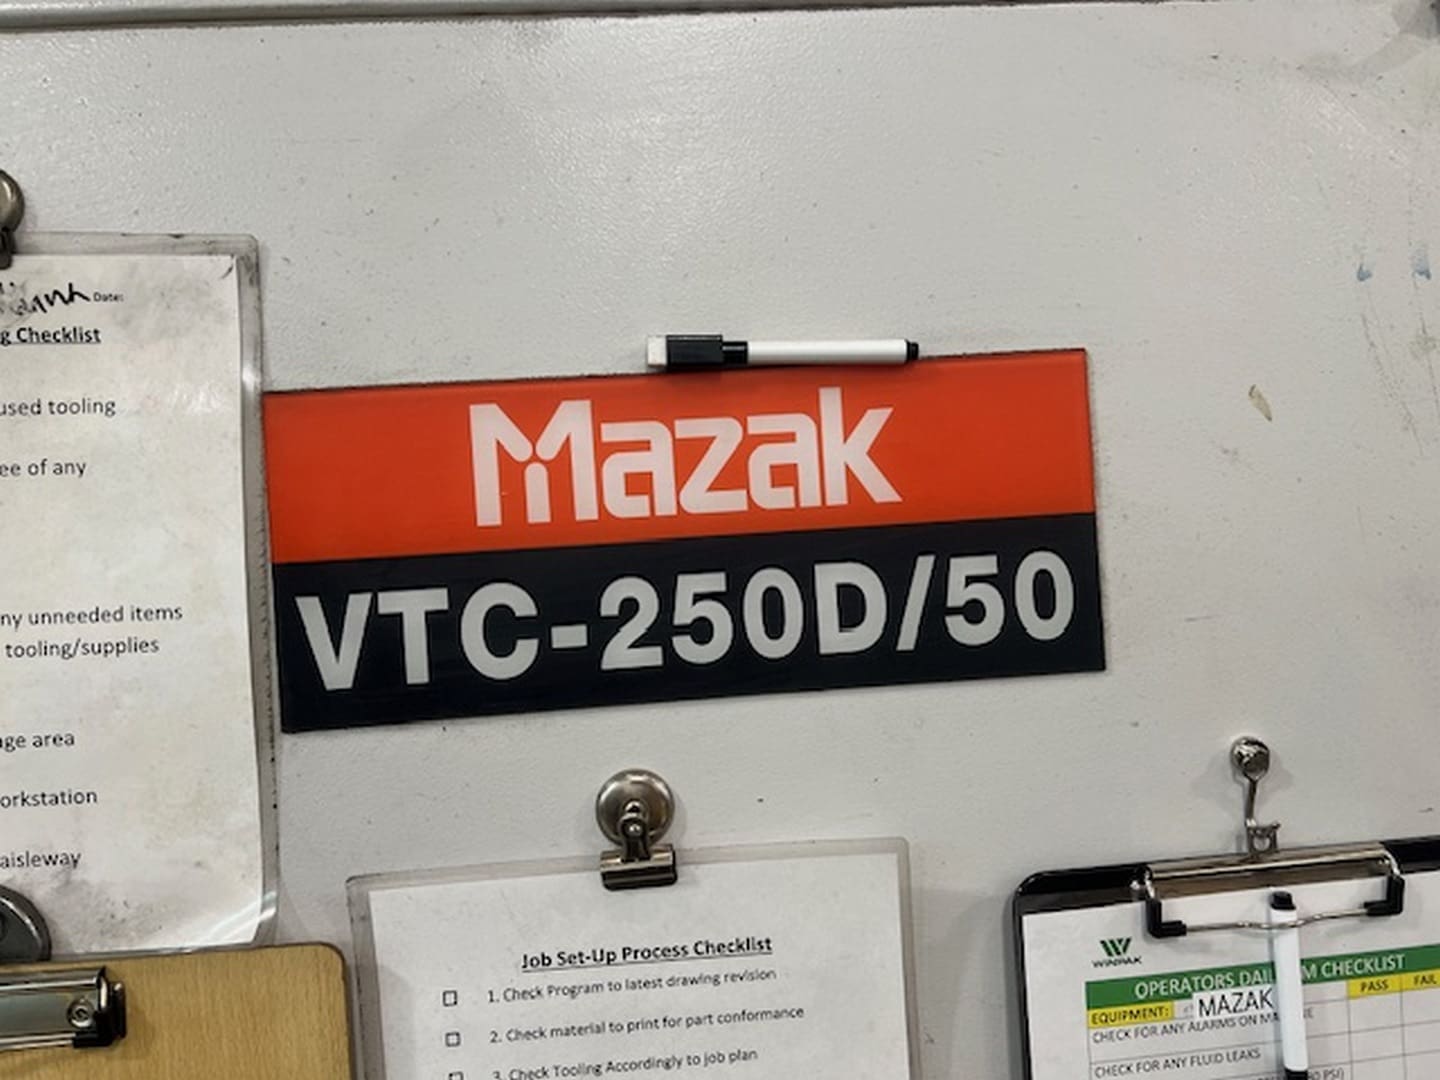 Date:
g Checklist
used tooling
ee of any
ny unneeded items
tooling/supplies
age area
orkstation
aisleway
Mazak
VTC-250D/50
Job Set-Up Process Checklist
1. Check Program to latest drawing revision
2. Check material to print for part conformance
3. Check Tooling Accordingly to job plan
WINPAK
OPERATORS DAIL M CHECKLIST
PASS FAIL
EQUIPMENT: MAZAK
CHECK FOR ANY ALARMS ON MA NE
CHECK FOR ANY FLUID LEAKS
PSI)